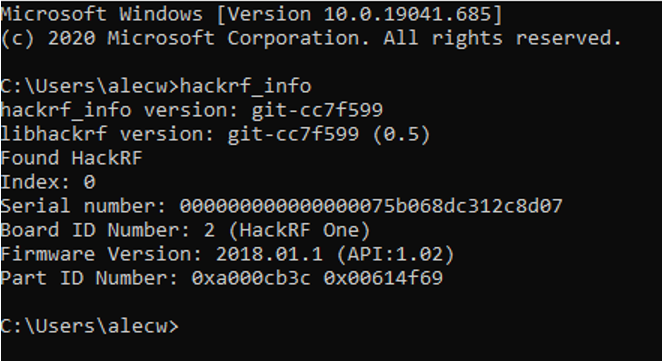 Microsoft Windows [Version 10.0.19041.685]
(c) 2020 Microsoft Corporation. All rights reserved.
C:\Users\alecw>hackrf_info
hackrf_info version: git-cc7f599
libhackrf version: git-cc7f599 (0.5)
Found HackRF
Index: 0
Serial number: 000000000000000075b068dc312c8d07
Board ID Number: 2 (HackRF One)
Firmware Version: 2018.01.1 (API:1.02)
Part ID Number: 0xa000cb3c 0x00614f69
C:\Users\alecw>